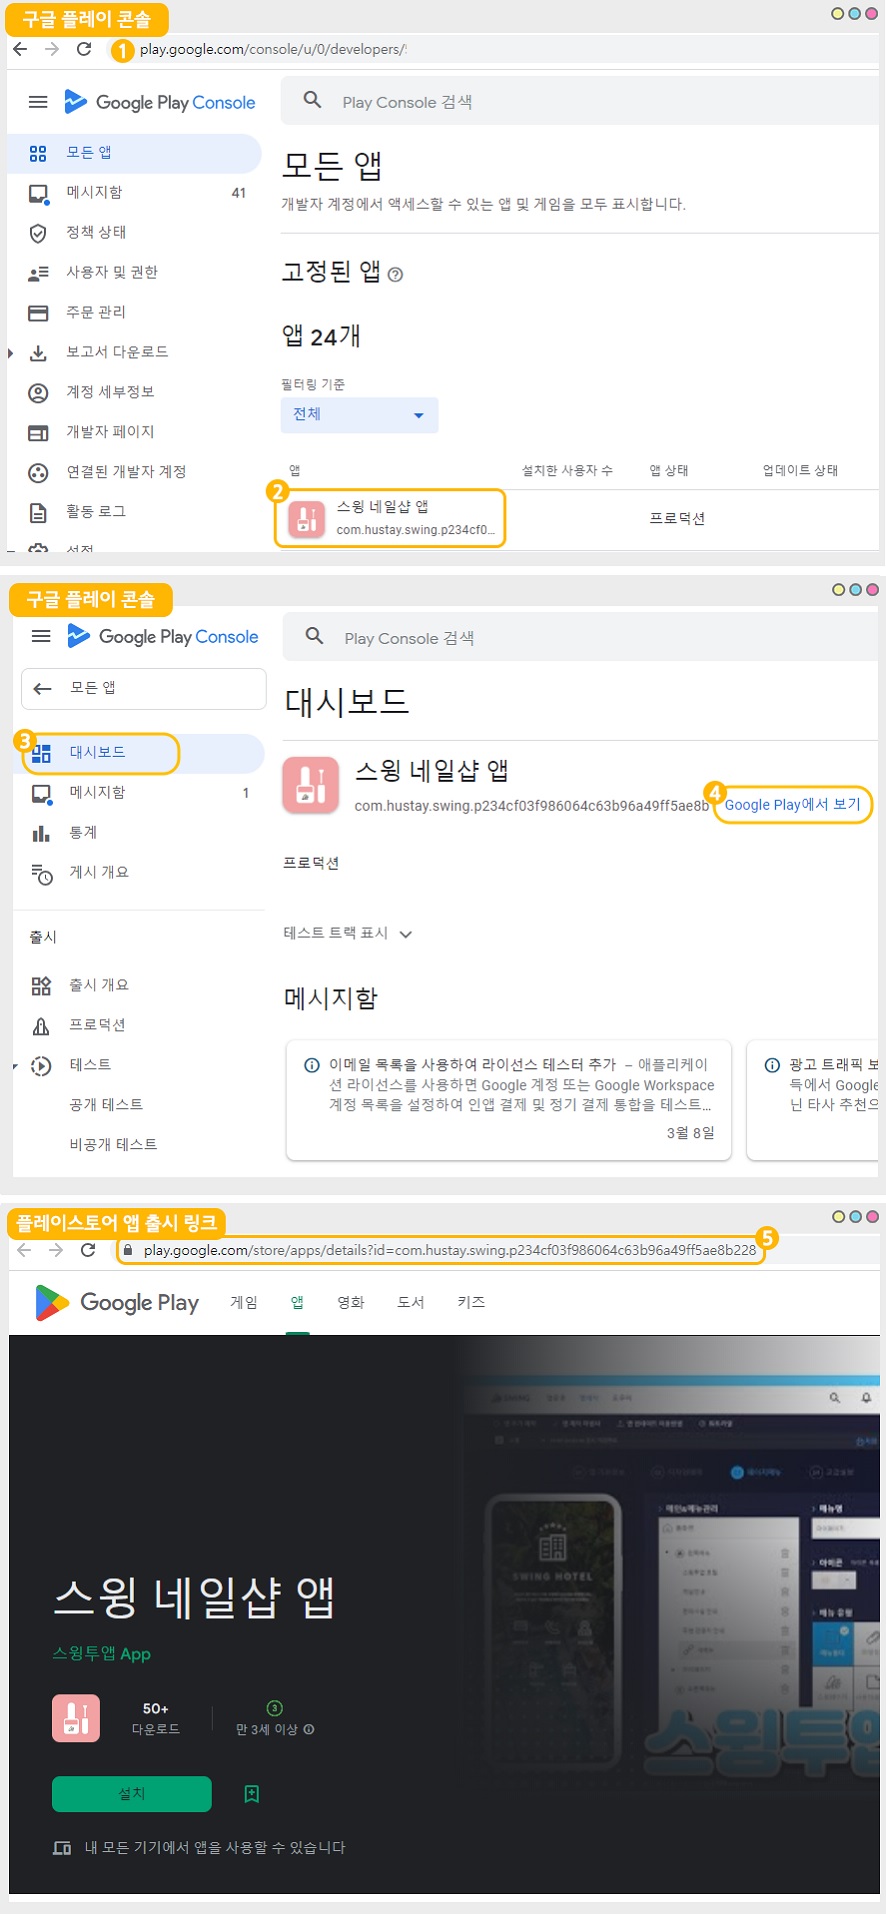 구글 플레이 콘솔
1 play.google.com/console/u/0/developers/
Google Play Console
Play Console 검색
모든 앱
메시지함 41
정책 상태
사용자 및 권한
주문 관리
보고서 다운로드
계정 세부정보
개발자 페이지
연결된 개발자 계정
활동 로그
설정
모든 앱
개발자 계정에서 액세스할 수 있는 앱 및 게임을 모두 표시합니다.
고정된 앱
앱 24개
필터링 기준
전체
앱 설치한 사용자 수 앱 상태 업데이트 상태
2
스윙 네일샵 앱
com.hustay.swing.p234cf0...
프로덕션
구글 플레이 콘솔
Google Play Console
Play Console 검색
모든 앱
3 대시보드
메시지함 1
통계
게시 개요
출시
출시 개요
프로덕션
테스트
공개 테스트
비공개 테스트
대시보드
스윙 네일샵 앱
com.hustay.swing.p234cf03f986064c63b96a49ff5ae8b
4 Google Play에서 보기
프로덕션
테스트 트랙 표시
메시지함
이메일 목록을 사용하여 라이선스 테스터 추가 – 애플리케이
션 라이선스를 사용하면 Google 계정 또는 Google Workspace
계정 목록을 설정하여 인앱 결제 및 정기 결제 통합을 테스트...
3월 8일
광고 트래픽 보
득에서 Google
닌 타사 추천으
플레이스토어 앱 출시 링크
play.google.com/store/apps/details?id=com.hustay.swing.p234cf03f986064c63b96a49ff5ae8b228 5
Google Play 게임 앱 영화 도서 키즈
스윙 네일샵 앱
스윙투앱 App
50+
다운로드
3
만 3세 이상
설치
내 모든 기기에서 앱을 사용할 수 있습니다
SWING HOTEL
스윙투앱